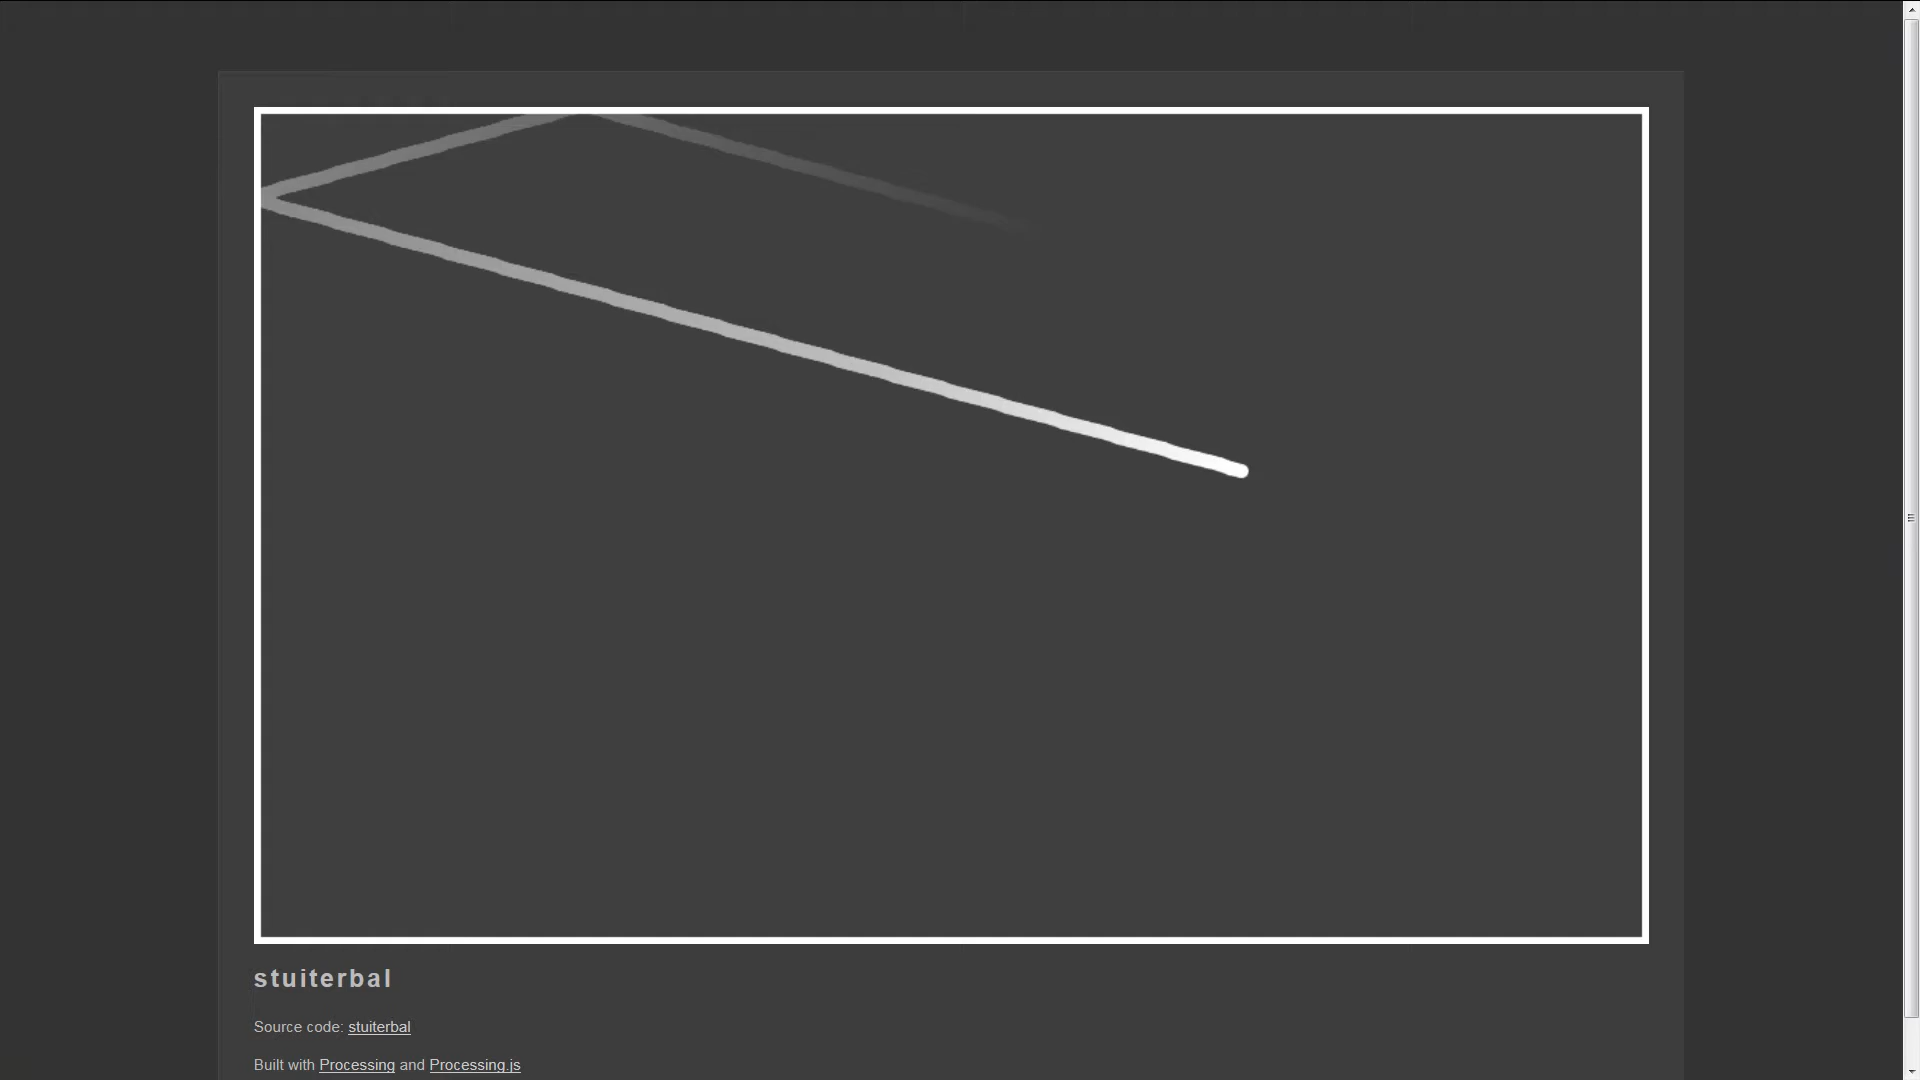 stuiterbal
Source code: stuiterbal
Built with Processing and Processing.js